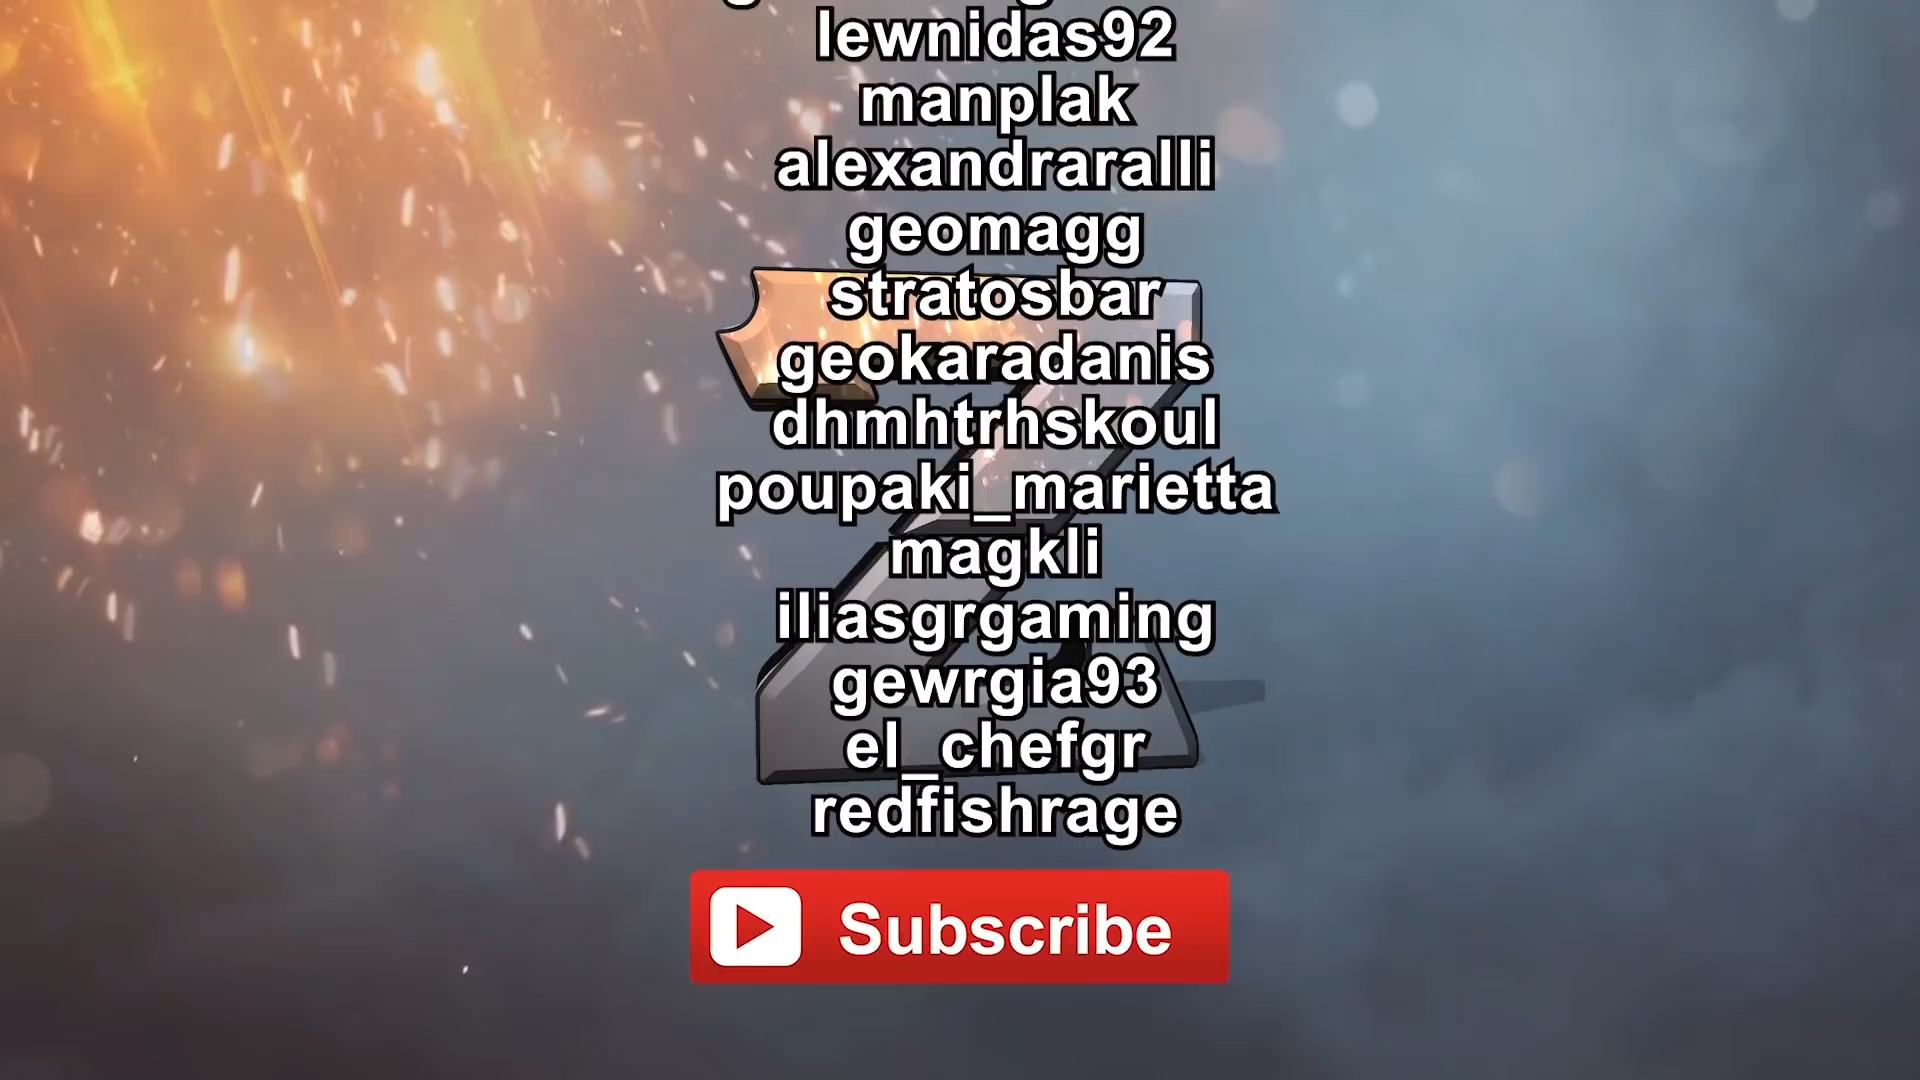 lewnidas92
manplak
alexandraralli
geomagg
stratosbar
geokaradanis
dhmhtrhskoul
poupaki_marietta
magkli
iliasgrgaming
gewrgia93
el_chefgr
redfishrage
Subscribe